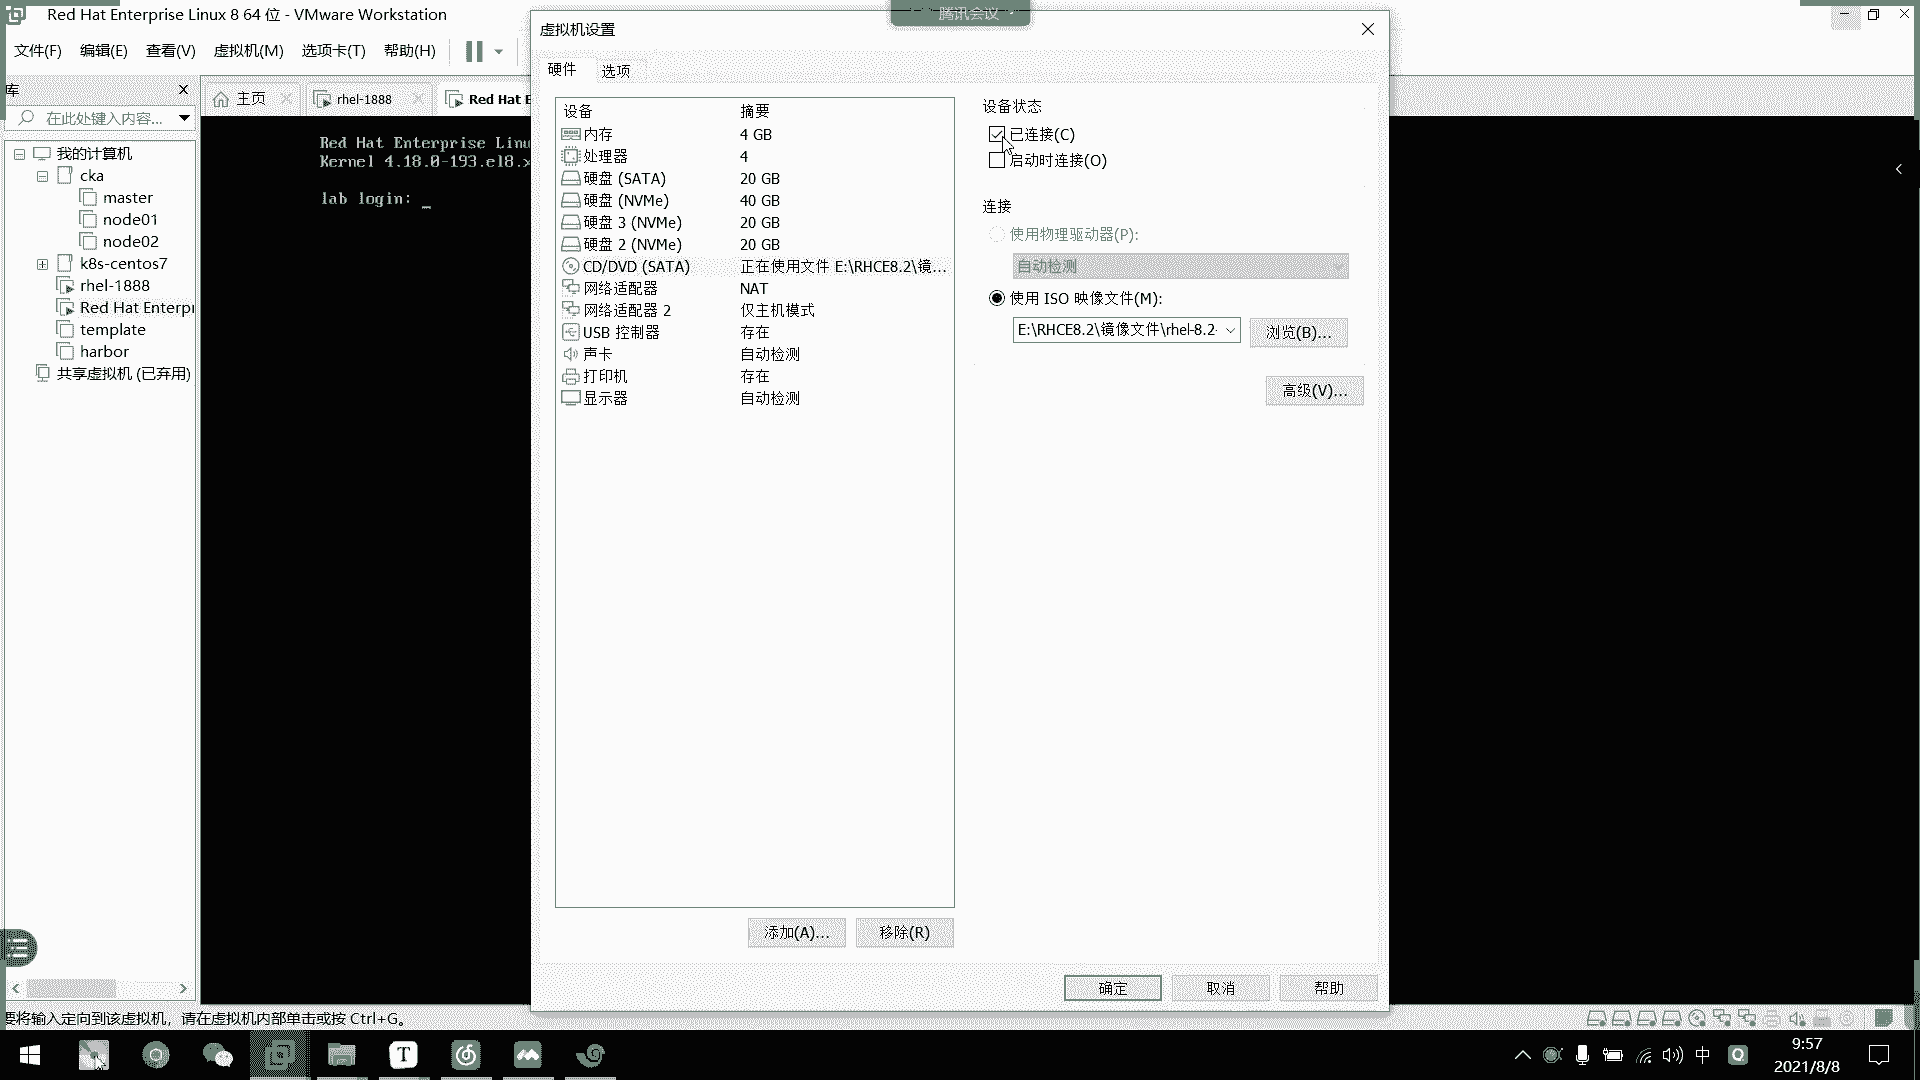 Red Hat Enterprise Linux 8 64 位 - VMware Workstation
文件(F) 编辑(E) 查看(V) 虚拟机(M) 选项卡(T) 帮助(H)
腾讯会议
库
在此处键入内容...
我的计算机
cka
master
node01
node02
k8s-centos7
rhel-1888
Red Hat Enterpr
template
harbor
共享虚拟机 (已弃用)
主页
rhel-1888
Red Hat E
Red Hat Enterprise Linu
Kernel 4.18.0-193.el8.x
lab login: _
虚拟机设置
硬件 选项
设备 摘要
内存 4 GB
处理器 4
硬盘 (SATA) 20 GB
硬盘 (NVMe) 40 GB
硬盘 3 (NVMe) 20 GB
硬盘 2 (NVMe) 20 GB
CD/DVD (SATA) 正在使用文件 E:\RHCE8.2\镜...
网络适配器 NAT
网络适配器 2 仅主机模式
USB 控制器 存在
声卡 自动检测
打印机 存在
显示器 自动检测
添加(A)... 移除(R)
设备状态
已连接(C)
启动时连接(O)
连接
使用物理驱动器(P):
自动检测
使用 ISO 映像文件(M):
E:\RHCE8.2\镜像文件\rhel-8.2- 浏览(B)...
高级(V)...
确定 取消 帮助
要将输入定向到该虚拟机，请在虚拟机内部单击或按 Ctrl+G。
T
中
Q
9:57
2021/8/8